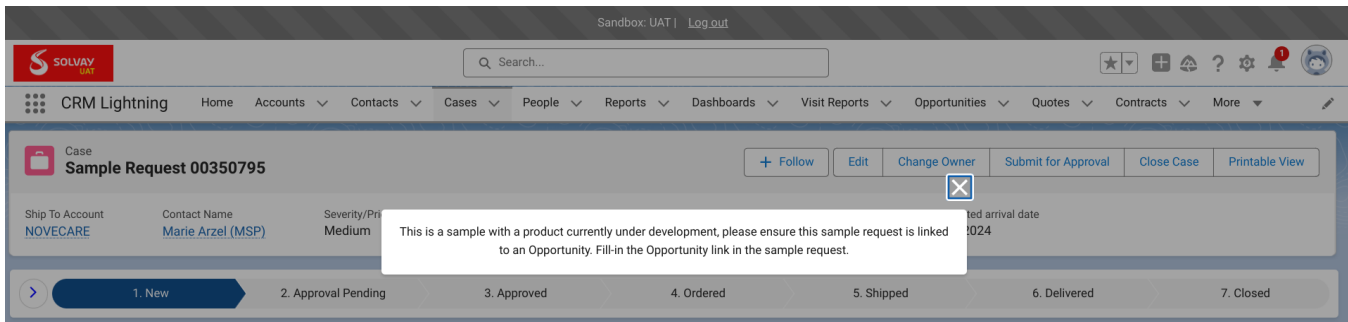 Sandbox: UAT | Log out
SOLVAY
UAT
Search...
1
CRM Lightning Home Accounts Contacts Cases People Reports Dashboards Visit Reports Opportunities Quotes Contracts More
Case
Sample Request 00350795
Follow Edit Change Owner Submit for Approval Close Case Printable View
Ship To Account Contact Name Severity/Pri ted arrival date
NOVECARE Marie Arzel (MSP) Medium 2024
This is a sample with a product currently under development, please ensure this sample request is linked
to an Opportunity. Fill-in the Opportunity link in the sample request.
1. New 2. Approval Pending 3. Approved 4. Ordered 5. Shipped 6. Delivered 7. Closed